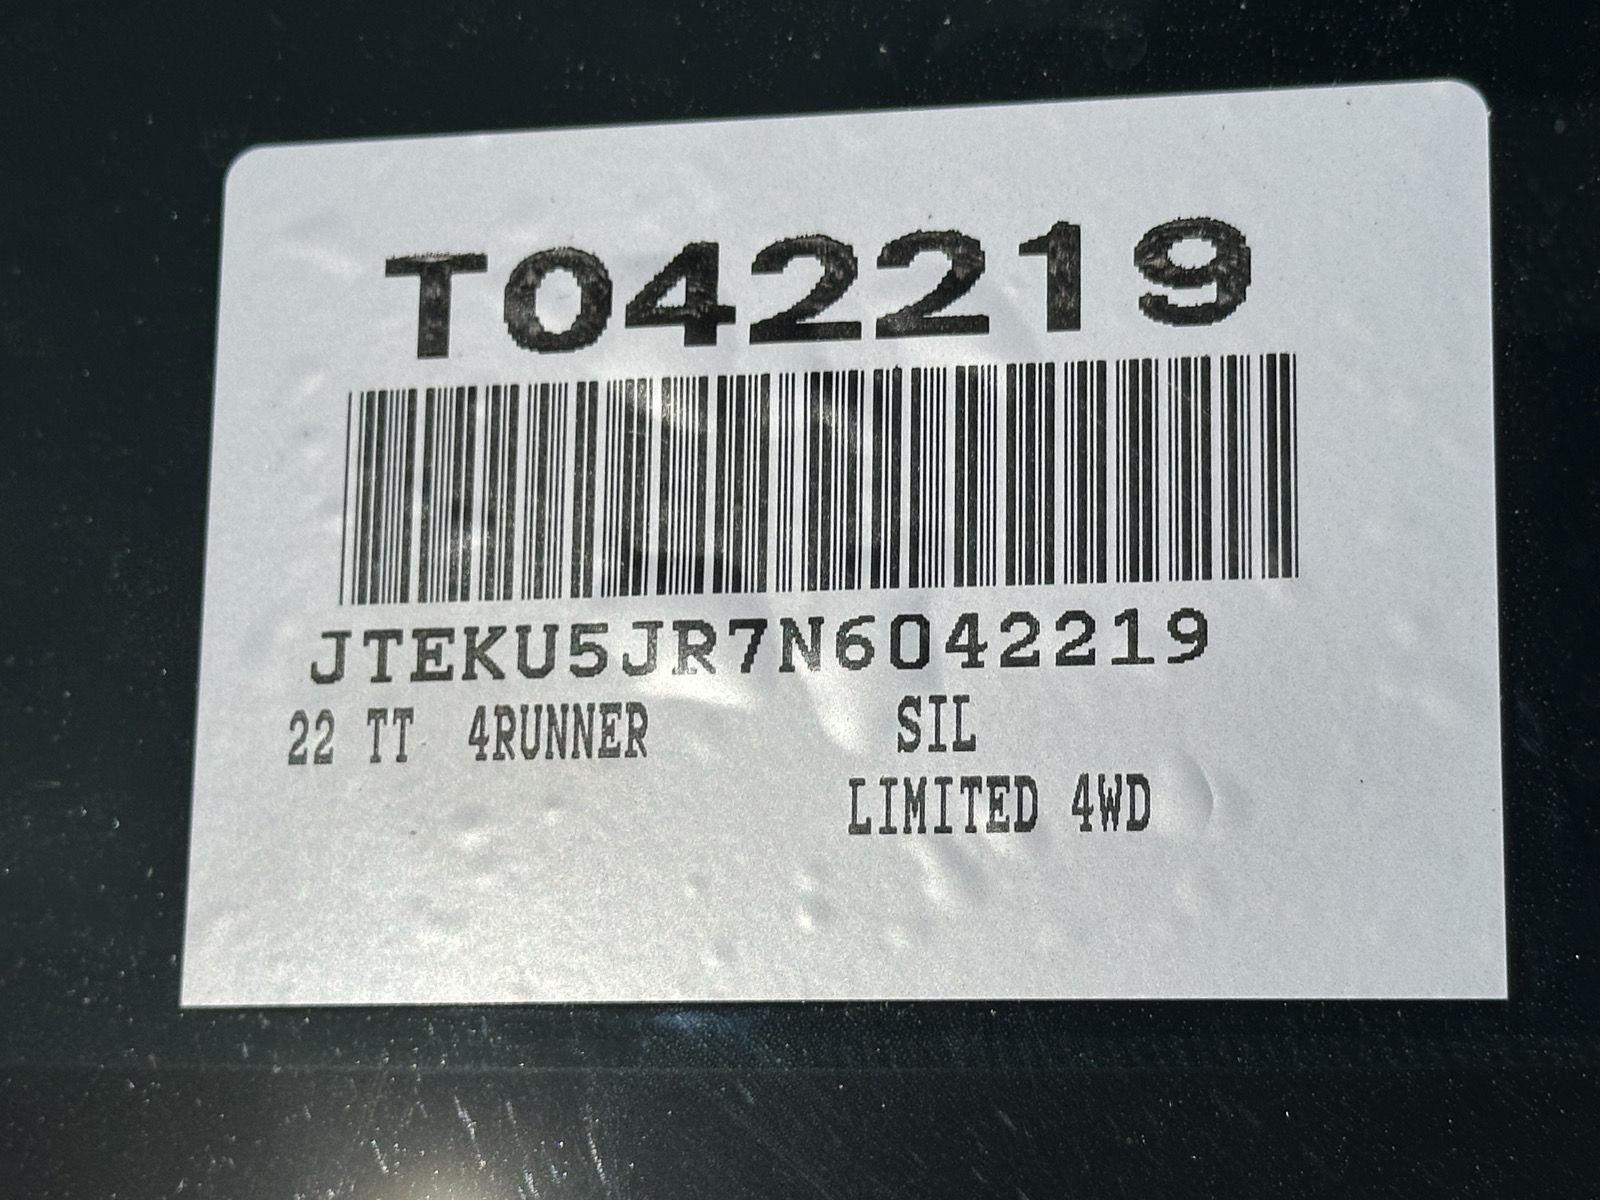 T042219
JTEKU5JR7N6042219
22 TT 4RUNNER SIL
LIMITED 4WD